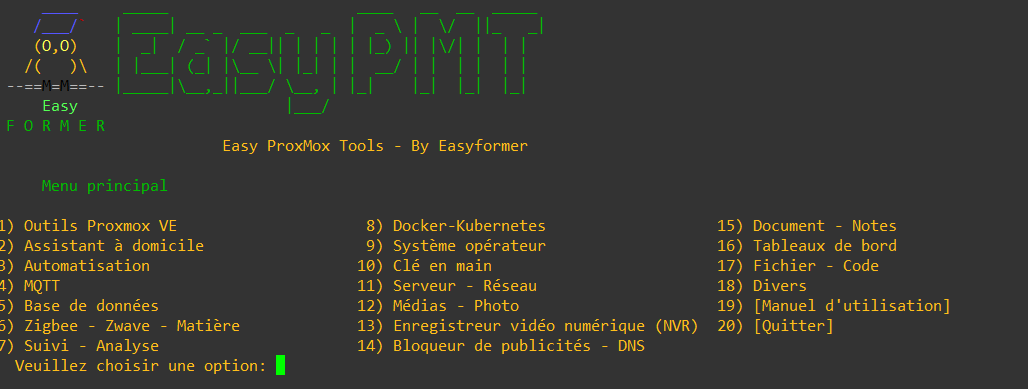 EasyPMT
Easy
F O R M E R
Easy ProxMox Tools - By Easyformer
Menu principal
1) Outils Proxmox VE 8) Docker-Kubernetes 15) Document - Notes
2) Assistant à domicile 9) Système opérateur 16) Tableaux de bord
3) Automatisation 10) Clé en main 17) Fichier - Code
4) MQTT 11) Serveur - Réseau 18) Divers
5) Base de données 12) Médias - Photo 19) [Manuel d'utilisation]
6) Zigbee - Zwave - Matière 13) Enregistreur vidéo numérique (NVR) 20) [Quitter]
7) Suivi - Analyse 14) Bloqueur de publicités - DNS
Veuillez choisir une option: